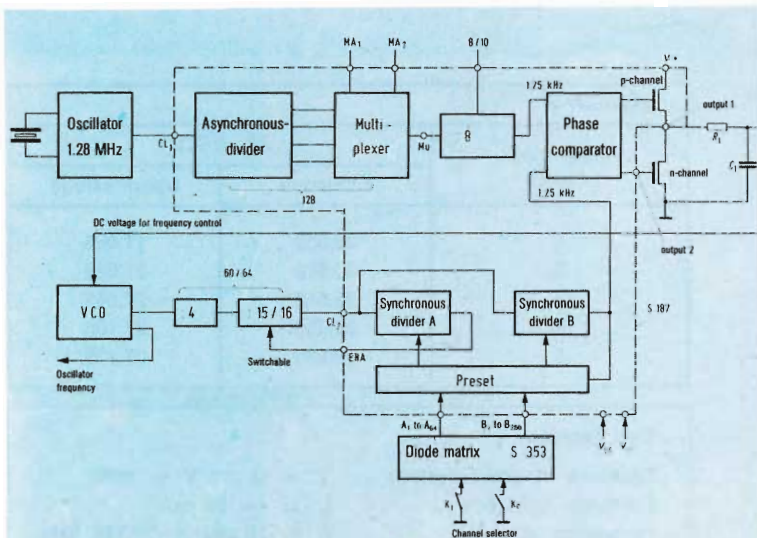 MA₁
MA₂
8/10
V+
1.25 kHz
p-channel
Oscillator
1.28 MHz
CL₁
Asynchronous-
divider
Multi-
plexer
Mu
8
Phase
comparator
output 1
R₁
C₁
n-channel
128
1.25 kHz
DC voltage for frequency control
output 2
60/64
S 187
VCO
4
15/16
CL₂
Synchronous
divider A
Synchronous
divider B
Switchable
ERA
Oscillator
frequency
Preset
A₁ to A₆₄
B₁ to
Diode matrix S 353
K₁
Channel selector